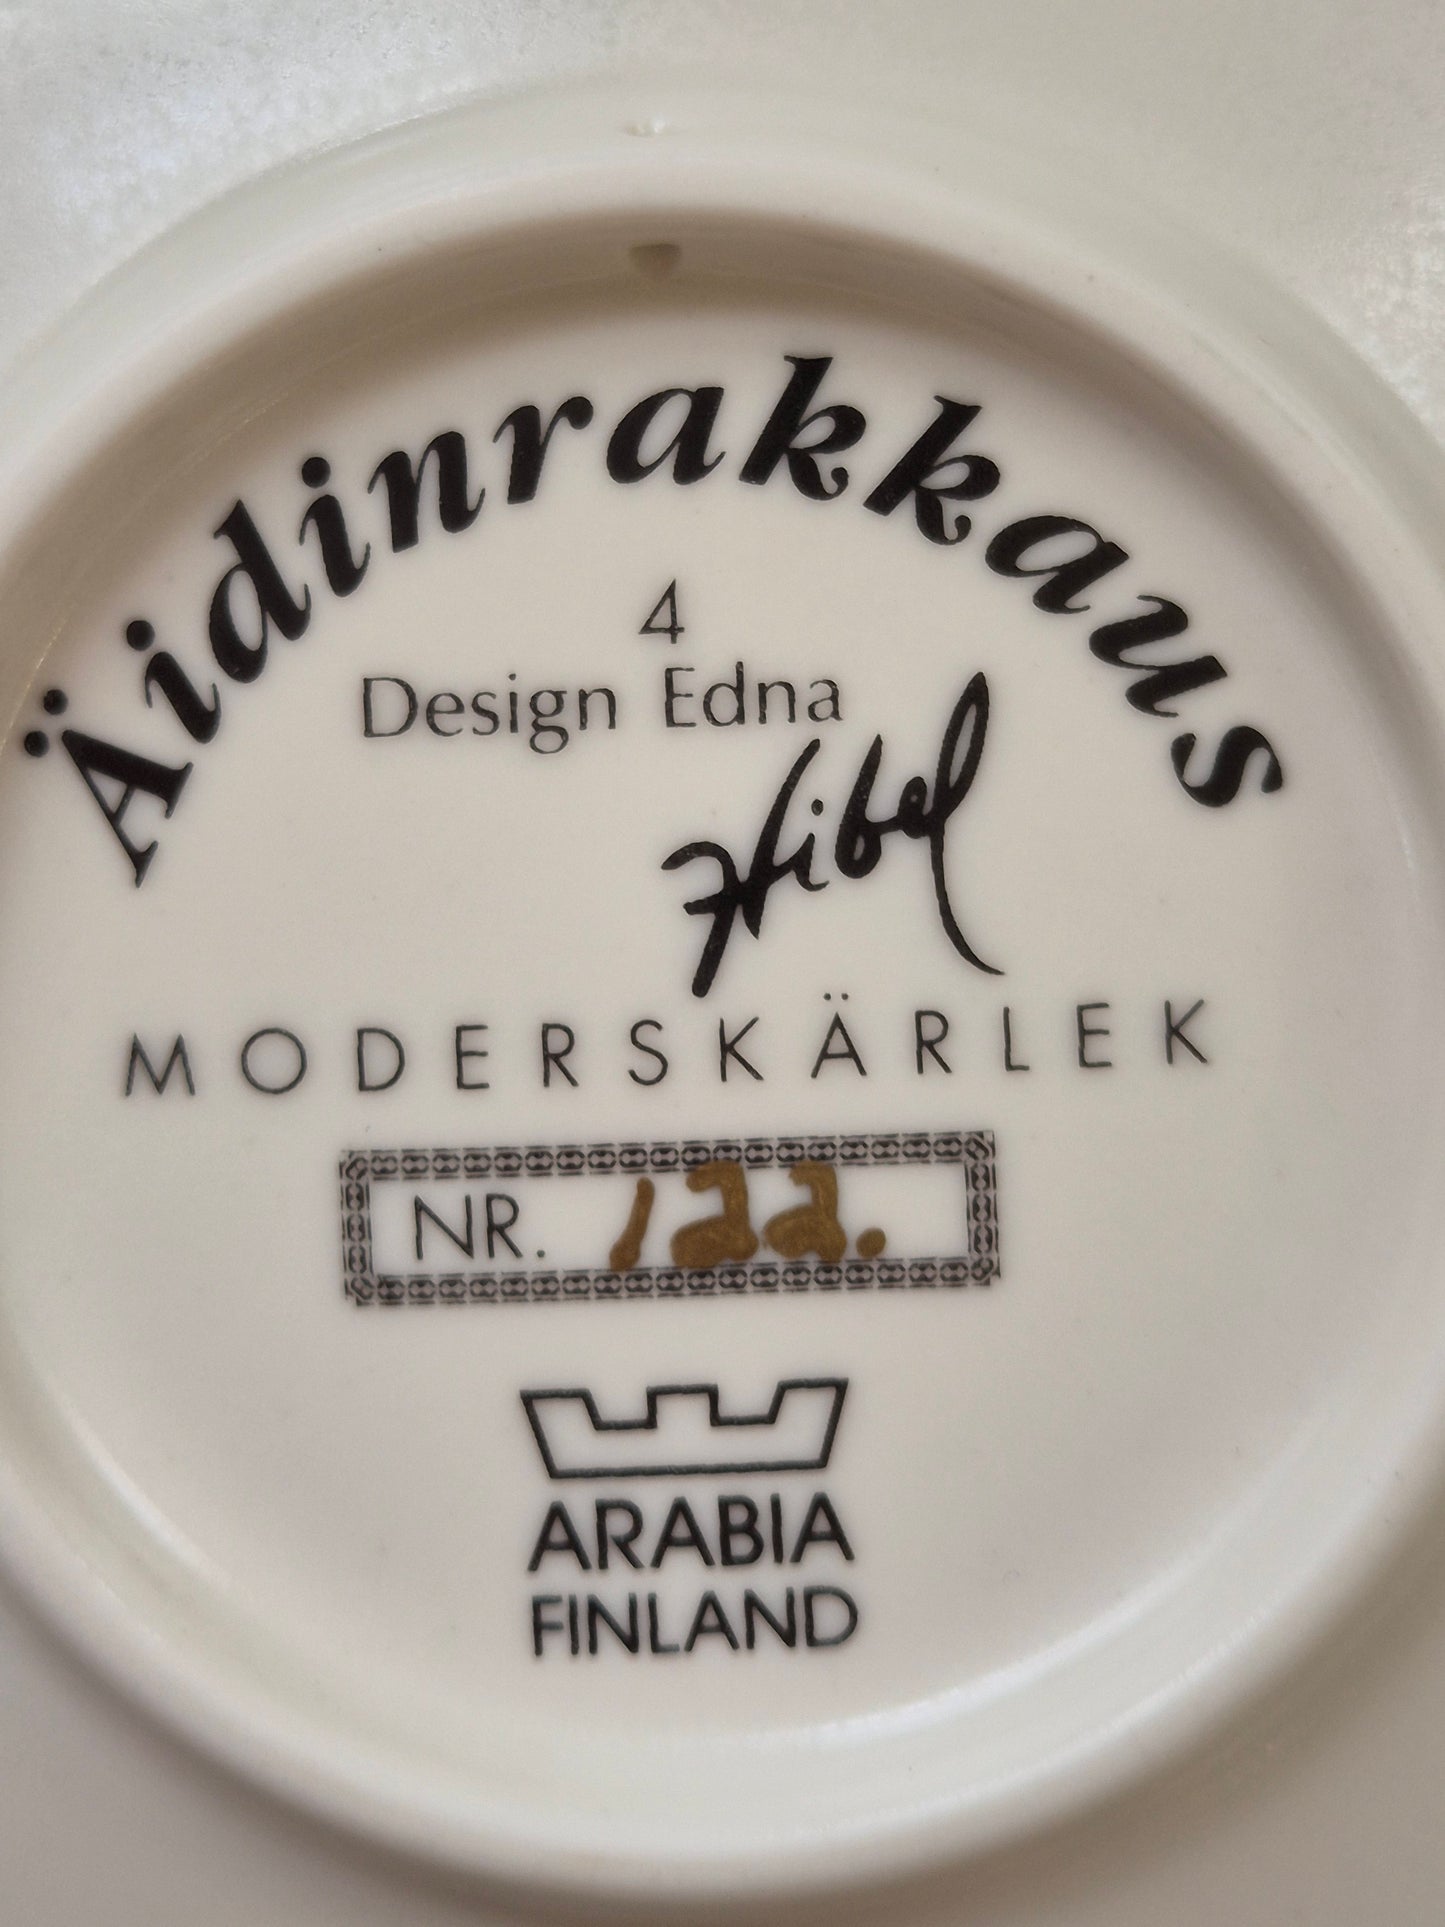 Äidinrakkaus
4
Design Edna
Hibel
MODERSKÄRLEK
NR. 122.
ARABIA
FINLAND